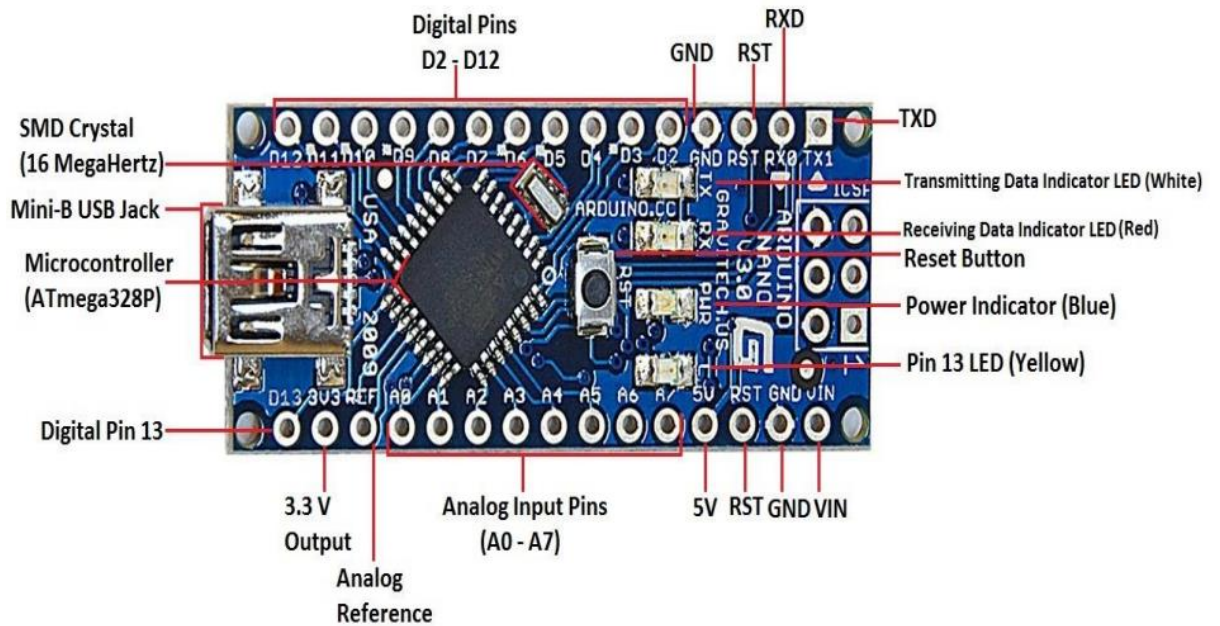 Digital Pins
D2 - D12
GND
RST
RXD
TXD
SMD Crystal
(16 MegaHertz)
Mini-B USB Jack
Microcontroller
(ATmega328P)
D12 D11 D10 D9 D8 D7 D6 D5 D4 D3 D2 GND RST RX0 TX1
ICSP
TX
RX
PWR
L
RST
ARDUINO.CC
GRAVITECH.US
ARDUINO
NANO
V3.0
USA
2009
1
Transmitting Data Indicator LED (White)
Receiving Data Indicator LED (Red)
Reset Button
Power Indicator (Blue)
Pin 13 LED (Yellow)
D13 3V3 REF A0 A1 A2 A3 A4 A5 A6 A7 5V RST GND VIN
Digital Pin 13
3.3 V
Output
Analog
Reference
Analog Input Pins
(A0 - A7)
5V
RST
GND
VIN